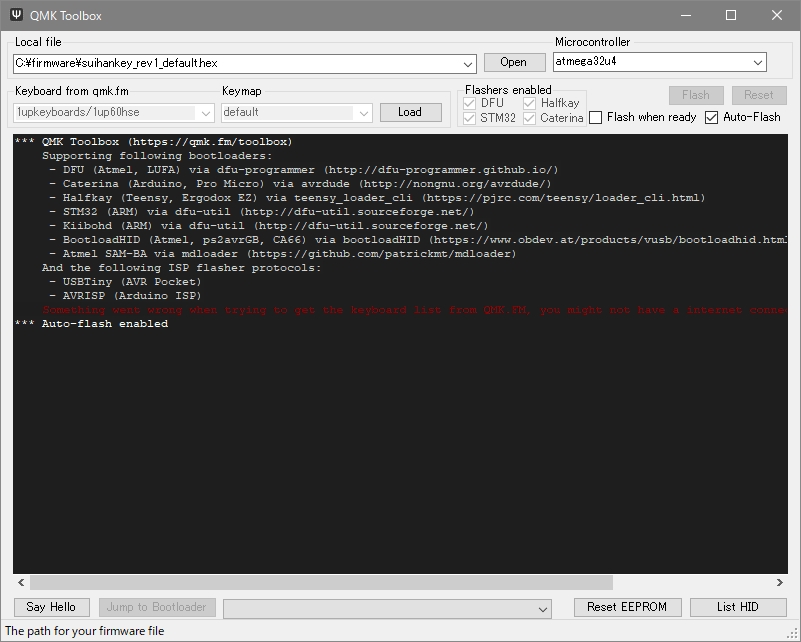 QMK Toolbox
Local file
Microcontroller
C:¥firmware¥suihankey_rev1_default.hex
Open
atmega32u4
Keyboard from qmk.fm
Keymap
Flashers enabled
Flash
Reset
1upkeyboards/1up60hse
default
Load
DFU
Halfkay
STM32
Caterina
Flash when ready
Auto-Flash
*** QMK Toolbox (https://qmk.fm/toolbox)
Supporting following bootloaders:
- DFU (Atmel, LUFA) via dfu-programmer (http://dfu-programmer.github.io/)
- Caterina (Arduino, Pro Micro) via avrdude (http://nongnu.org/avrdude/)
- Halfkay (Teensy, Ergodox EZ) via teensy_loader_cli (https://pjrc.com/teensy/loader_cli.html)
- STM32 (ARM) via dfu-util (http://dfu-util.sourceforge.net/)
- Kiibohd (ARM) via dfu-util (http://dfu-util.sourceforge.net/)
- BootloadHID (Atmel, ps2avrGB, CA66) via bootloadHID (https://www.obdev.at/products/vusb/bootloadhid.html
- Atmel SAM-BA via mdloader (https://github.com/patrickmt/mdloader)
And the following ISP flasher protocols:
- USBTiny (AVR Pocket)
- AVRISP (Arduino ISP)
Something went wrong when trying to get the keyboard list from QMK.FM, you might not have a internet conne
*** Auto-flash enabled
Say Hello
Jump to Bootloader
Reset EEPROM
List HID
The path for your firmware file